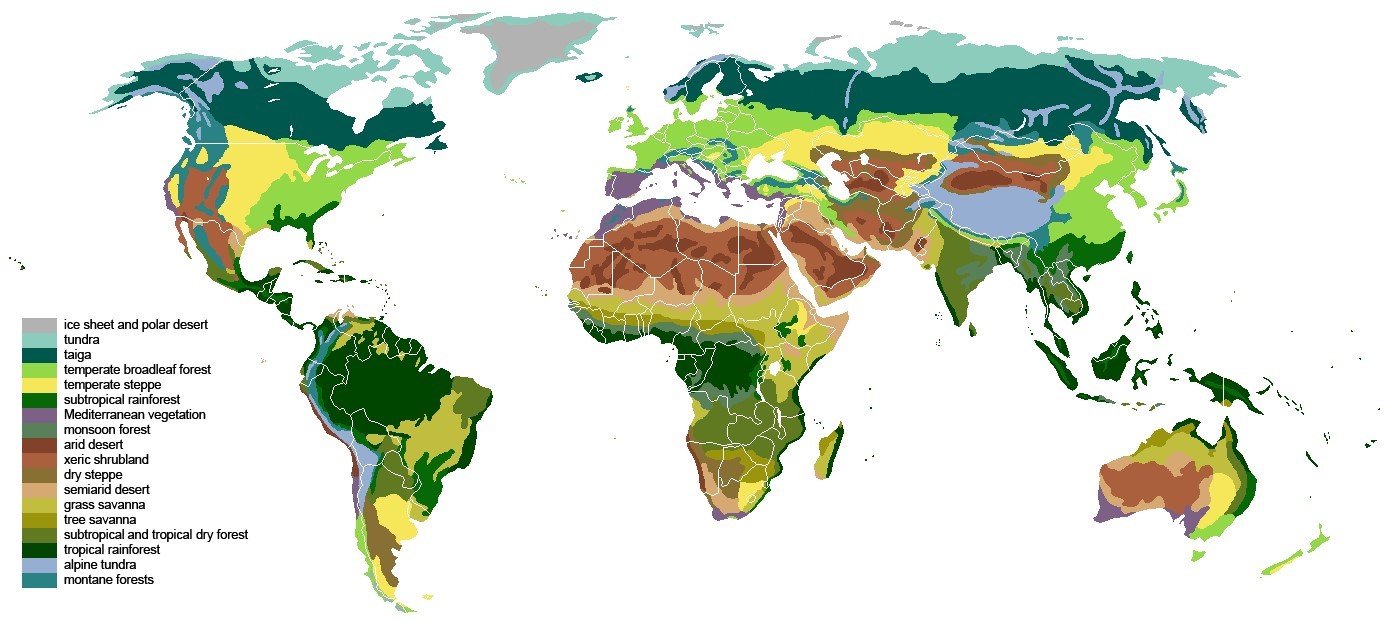 ice sheet and polar desert
tundra
taiga
temperate broadleaf forest
temperate steppe
subtropical rainforest
Mediterranean vegetation
monsoon forest
arid desert
xeric shrubland
dry steppe
semiarid desert
grass savanna
tree savanna
subtropical and tropical dry forest
tropical rainforest
alpine tundra
montane forests